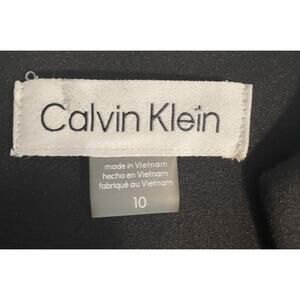 Calvin Klein
made in Vietnam
hecho en Vietnam
fabriqué au Vietnam
10